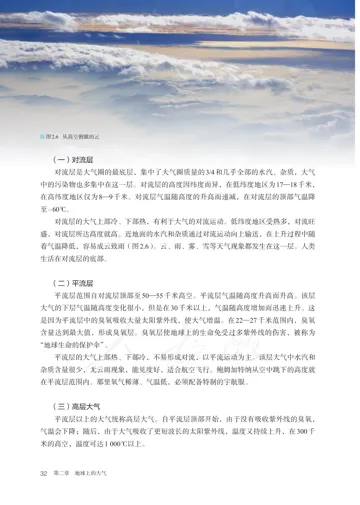 图2.6 从高空俯瞰的云
（一）对流层
对流层是大气圈的最底层，集中了大气圈质量的3/4和几乎全部的水汽、杂质，大气
中的污染物也多集中在这一层。对流层的高度因纬度而异，在低纬度地区为17—18千米，
在高纬度地区仅为8—9千米。对流层气温随高度的升高而递减，在对流层的顶部气温降
至-60℃。
对流层的大气上部冷、下部热，有利于大气的对流运动。低纬度地区受热多，对流旺
盛，对流层所达高度就高。近地面的水汽和杂质通过对流运动向上输送，在上升过程中随
着气温降低，容易成云致雨（图2.6）。云、雨、雾、雪等天气现象都发生在这一层。人类
生活在对流层的底部。
（二）平流层
平流层范围自对流层顶部至50—55千米高空。平流层气温随高度升高而升高。该层
大气的下层气温随高度变化很小，但是在30千米以上，气温随高度增加而迅速上升。这
是因为平流层中的臭氧吸收大量太阳紫外线，使大气增温。在22—27千米范围内，臭氧
含量达到最大值，形成臭氧层。臭氧层使地球上的生命免受过多紫外线的伤害，被称为
“地球生命的保护伞”。
平流层的大气上部热、下部冷，不易形成对流，以平流运动为主。该层大气中水汽和
杂质含量很少，无云雨现象，能见度好，适合航空飞行。鲍姆加特纳从空中跳下的高度就
在平流层范围内。那里氧气稀薄、气温低，必须配备特制的宇航服。
（三）高层大气
平流层以上的大气统称高层大气。自平流层顶部开始，由于没有吸收紫外线的臭氧，
气温会下降；随后，由于大气吸收了更短波长的太阳紫外线，温度又持续上升，在300千
米的高空，温度可达1 000℃以上。
32 第二章 地球上的大气